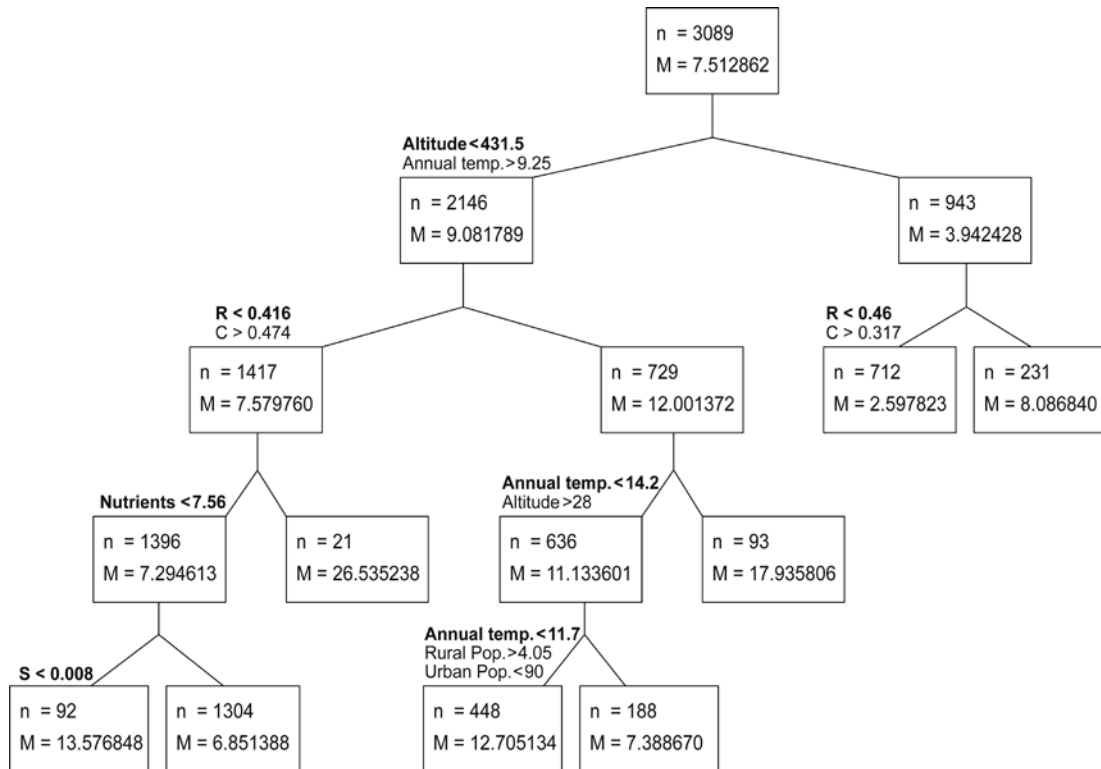 n = 3089
M = 7.512862
Altitude<431.5
Annual temp.>9.25
n = 2146
M = 9.081789
n = 943
M = 3.942428
R < 0.416
C > 0.474
n = 1417
M = 7.579760
n = 729
M = 12.001372
R < 0.46
C > 0.317
n = 712
M = 2.597823
n = 231
M = 8.086840
Nutrients <7.56
n = 1396
M = 7.294613
n = 21
M = 26.535238
Annual temp.<14.2
Altitude>28
n = 636
M = 11.133601
n = 93
M = 17.935806
S < 0.008
n = 92
M = 13.576848
n = 1304
M = 6.851388
Annual temp.<11.7
Rural Pop.>4.05
Urban Pop.<90
n = 448
M = 12.705134
n = 188
M = 7.388670